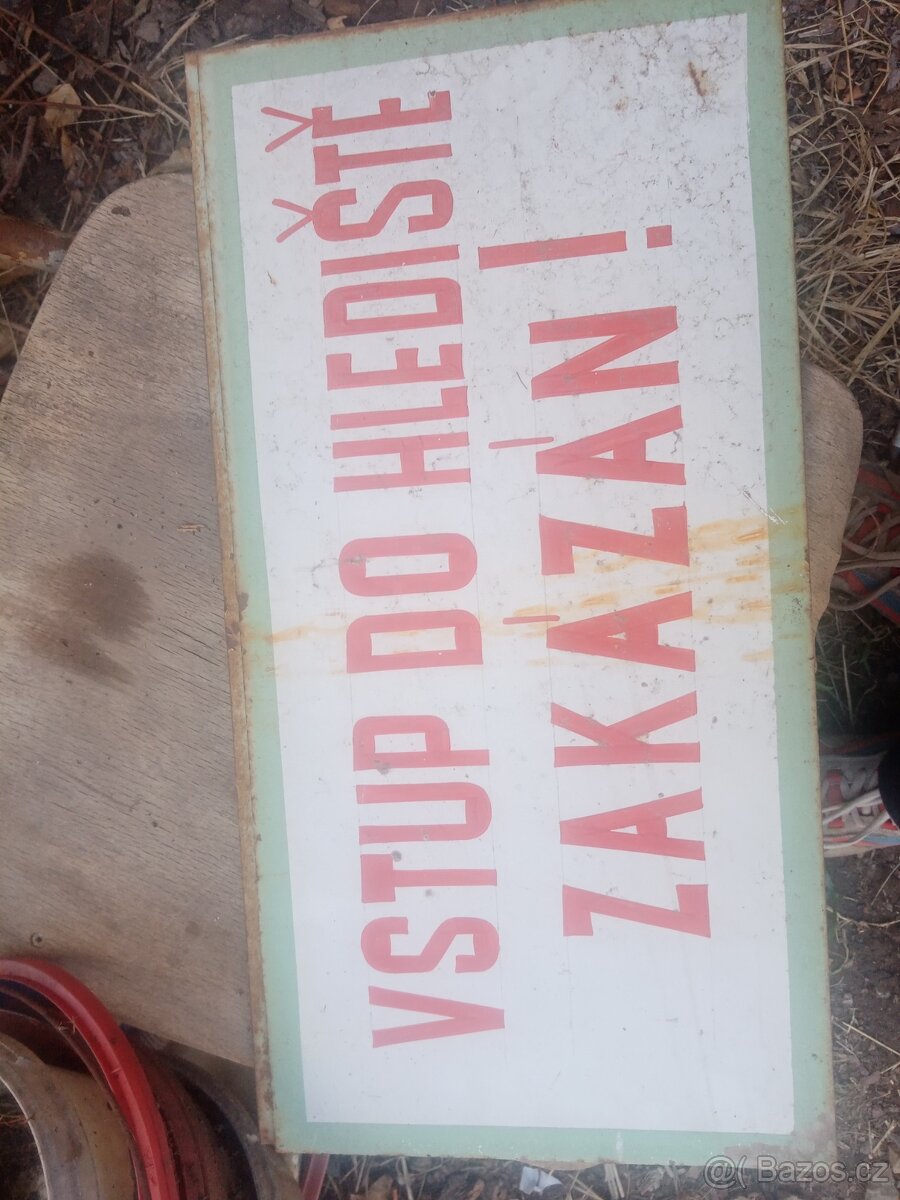 VSTUP DO HLEDIŠTĚ
ZAKÁZÁN!
@( Bazos.cz